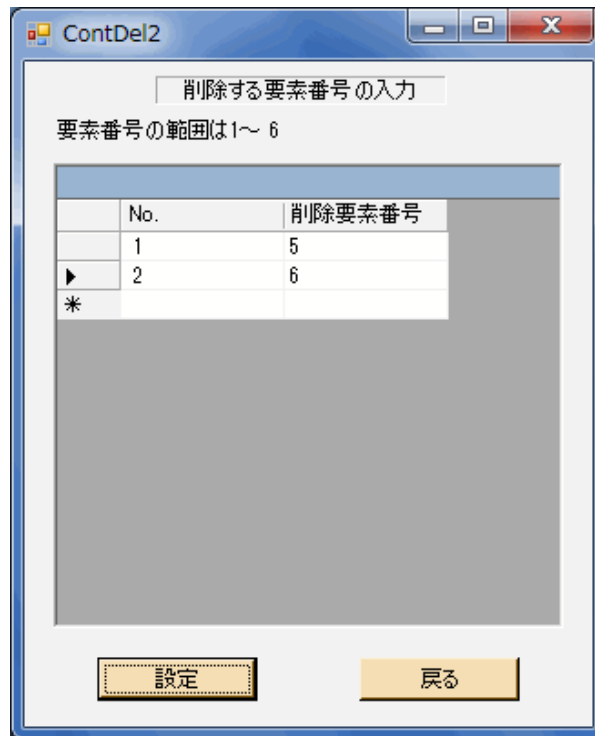 ContDel2
削除する要素番号の入力
要素番号の範囲は1～ 6
No. 削除要素番号
1 5
2 6
設定 戻る